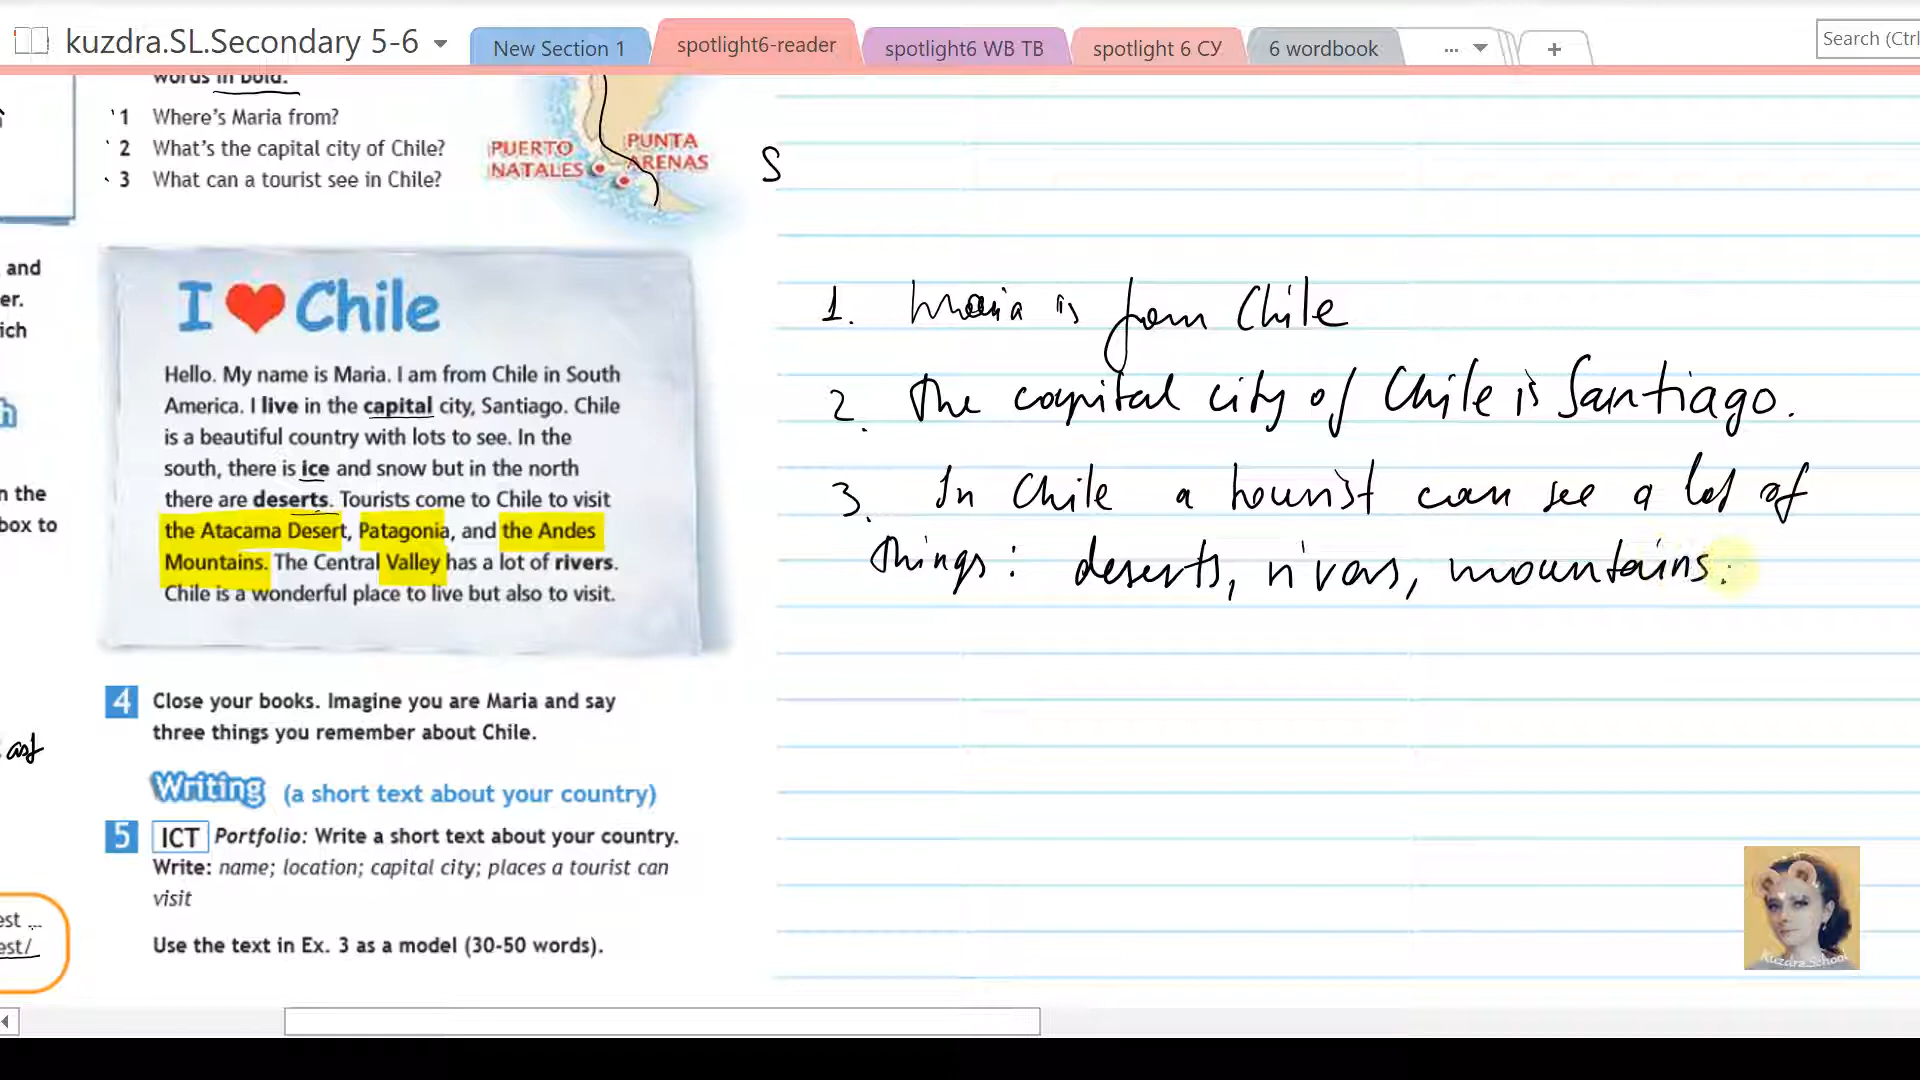 kuzdra.SL.Secondary 5-6
New Section 1
spotlight6-reader
spotlight6 WB TB
spotlight 6 СУ
6 wordbook
...
+
Search (Ctrl
words in bold.
1 Where's Maria from?
2 What's the capital city of Chile?
3 What can a tourist see in Chile?
PUERTO
NATALES
PUNTA
ARENAS
S
and
er.
ich
h
n the
box to
ast
est ...
est/
I ❤ Chile
Hello. My name is Maria. I am from Chile in South
America. I live in the capital city, Santiago. Chile
is a beautiful country with lots to see. In the
south, there is ice and snow but in the north
there are deserts. Tourists come to Chile to visit
the Atacama Desert, Patagonia, and the Andes
Mountains. The Central Valley has a lot of rivers.
Chile is a wonderful place to live but also to visit.
4 Close your books. Imagine you are Maria and say
three things you remember about Chile.
Writing (a short text about your country)
5 ICT Portfolio: Write a short text about your country.
Write: name; location; capital city; places a tourist can
visit
Use the text in Ex. 3 as a model (30-50 words).
1. Maria is from Chile
2. The capital city of Chile is Santiago.
3. In Chile a tourist can see a lot of
things: deserts, rivers, mountains.
Kuzdra.School